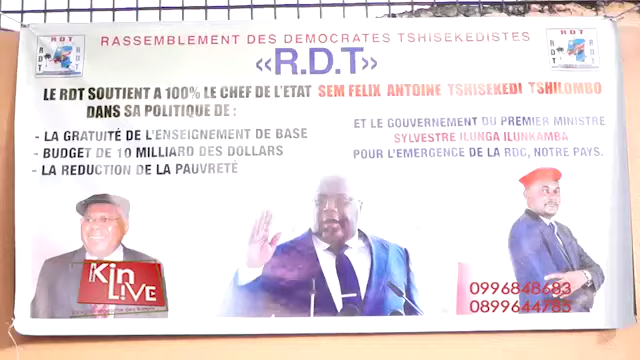 RASSEMBLEMENT DES DEMOCRATES TSHISEKEDISTES
«R.D.T»
RDT
RDT
LE RDT SOUTIENT A 100% LE CHEF DE L'ETAT SEM FELIX ANTOINE TSHISEKEDI TSHILOMBO
DANS SA POLITIQUE DE :
- LA GRATUITÉ DE L'ENSEIGNEMENT DE BASE
- BUDGET DE 10 MILLIARD DES DOLLARS
- LA REDUCTION DE LA PAUVRETÉ
ET LE GOUVERNEMENT DU PREMIER MINISTRE
SYLVESTRE ILUNGA ILUNKAMBA
POUR L'EMERGENCE DE LA RDC, NOTRE PAYS.
Kin
LIVE
0996848683
0899644785